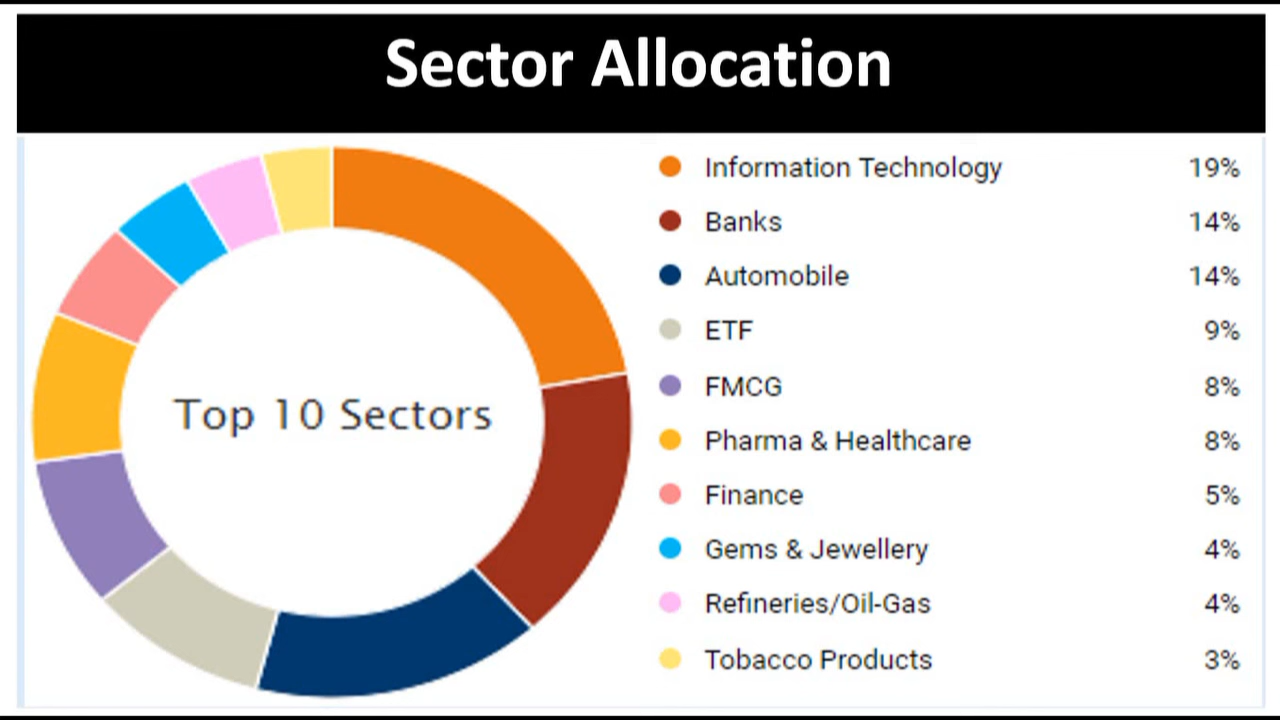 Sector Allocation
Top 10 Sectors
Information Technology 19%
Banks 14%
Automobile 14%
ETF 9%
FMCG 8%
Pharma & Healthcare 8%
Finance 5%
Gems & Jewellery 4%
Refineries/Oil-Gas 4%
Tobacco Products 3%